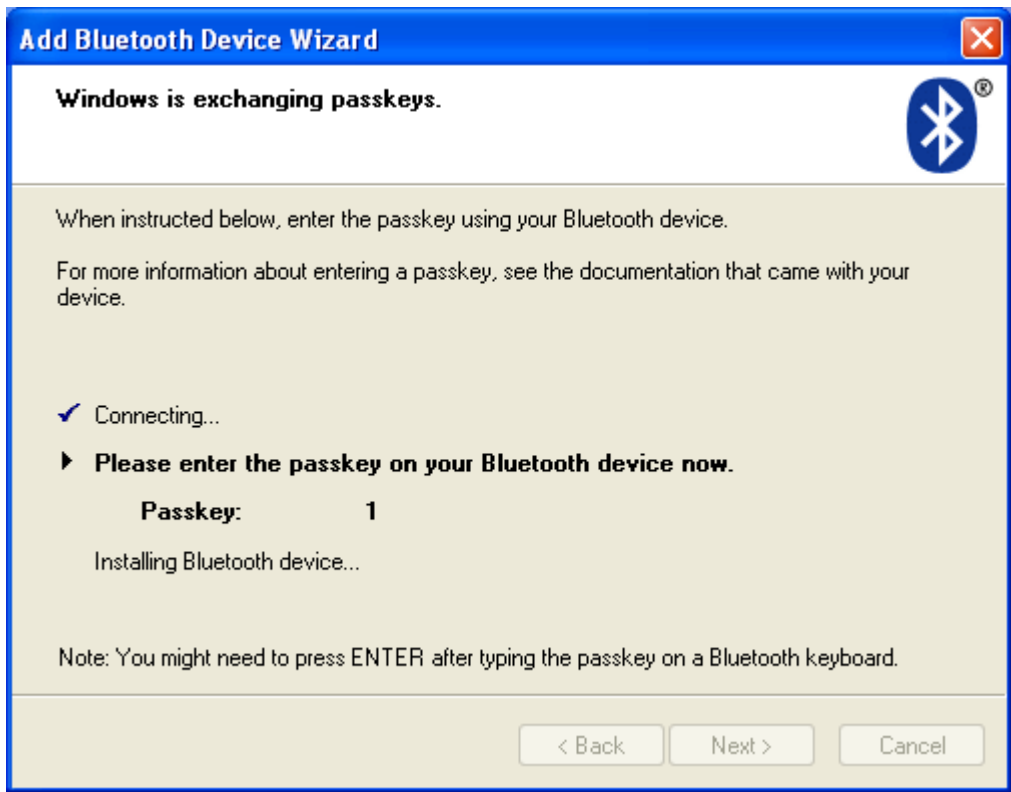 Add Bluetooth Device Wizard
Windows is exchanging passkeys.
®
When instructed below, enter the passkey using your Bluetooth device.
For more information about entering a passkey, see the documentation that came with your
device.
Connecting...
Please enter the passkey on your Bluetooth device now.
Passkey: 1
Installing Bluetooth device...
Note: You might need to press ENTER after typing the passkey on a Bluetooth keyboard.
< Back Next > Cancel